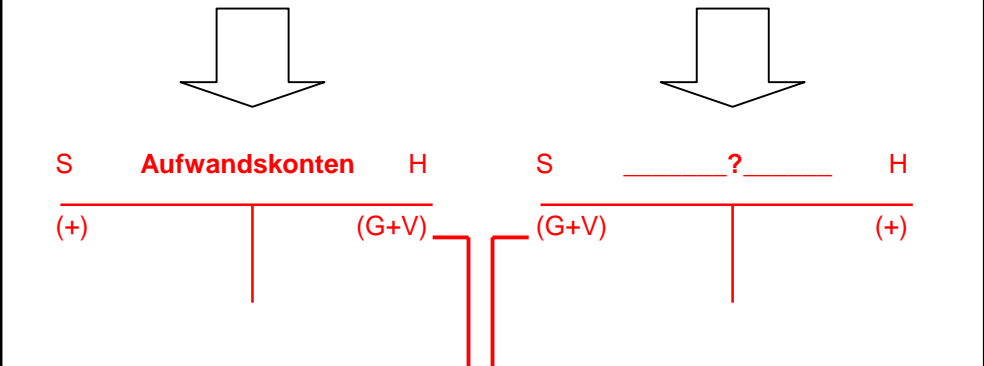 S Aufwandskonten H S _______?______ H
(+) (G+V) (G+V) (+)